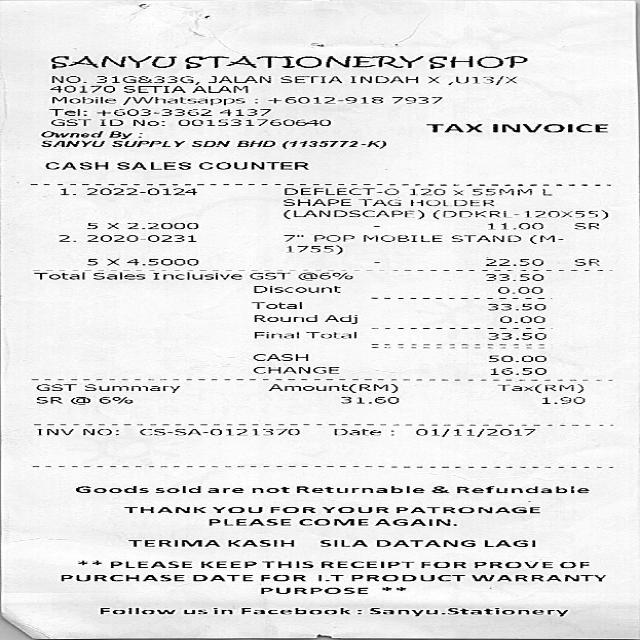 SANYU STATIONERY SHOP
NO. 31G&33G, JALAN SETIA INDAH X ,U13/X
40170 SETIA ALAM
Mobile /Whatsapps : +6012-918 7937
Tel: +603-3362 4137
GST ID No: 001531760640
TAX INVOICE
Owned By :
SANYU SUPPLY SDN BHD (1135772-K)
CASH SALES COUNTER
1. 2022-0124 DEFLECT-O 120 x 55MM L
SHAPE TAG HOLDER
(LANDSCAPE) (DDKRL-120X55)
5 X 2.2000 - 11.00 SR
2. 2020-0231 7" POP MOBILE STAND (M-
1755)
5 X 4.5000 - 22.50 SR
Total Sales Inclusive GST @6% 33.50
Discount 0.00
Total 33.50
Round Adj 0.00
Final Total 33.50
CASH 50.00
CHANGE 16.50
GST Summary Amount(RM) Tax(RM)
SR @ 6% 31.60 1.90
INV NO: CS-SA-0121370 Date : 01/11/2017
Goods sold are not Returnable & Refundable
THANK YOU FOR YOUR PATRONAGE
PLEASE COME AGAIN.
TERIMA KASIH SILA DATANG LAGI
** PLEASE KEEP THIS RECEIPT FOR PROVE OF
PURCHASE DATE FOR I.T PRODUCT WARRANTY
PURPOSE **
Follow us in Facebook : Sanyu.Stationery